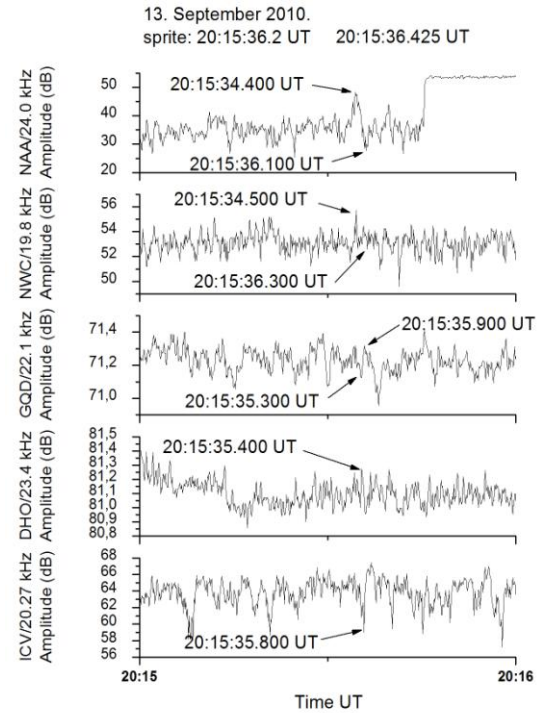 13. September 2010.
sprite: 20:15:36.2 UT 20:15:36.425 UT
NAA/24.0 kHz
Amplitude (dB)
50
40
30
20
20:15:34.400 UT
20:15:36.100 UT
NWC/19.8 kHz
Amplitude (dB)
56
54
52
50
20:15:34.500 UT
20:15:36.300 UT
GQD/22.1 kHz
Amplitude (dB)
71,4
71,2
71,0
20:15:35.900 UT
20:15:35.300 UT
DHO/23.4 kHz
Amplitude (dB)
81,5
81,4
81,3
81,2
81,1
81,0
80,9
80,8
20:15:35.400 UT
ICV/20.27 kHz
Amplitude (dB)
68
66
64
62
60
58
56
20:15:35.800 UT
20:15
20:16
Time UT